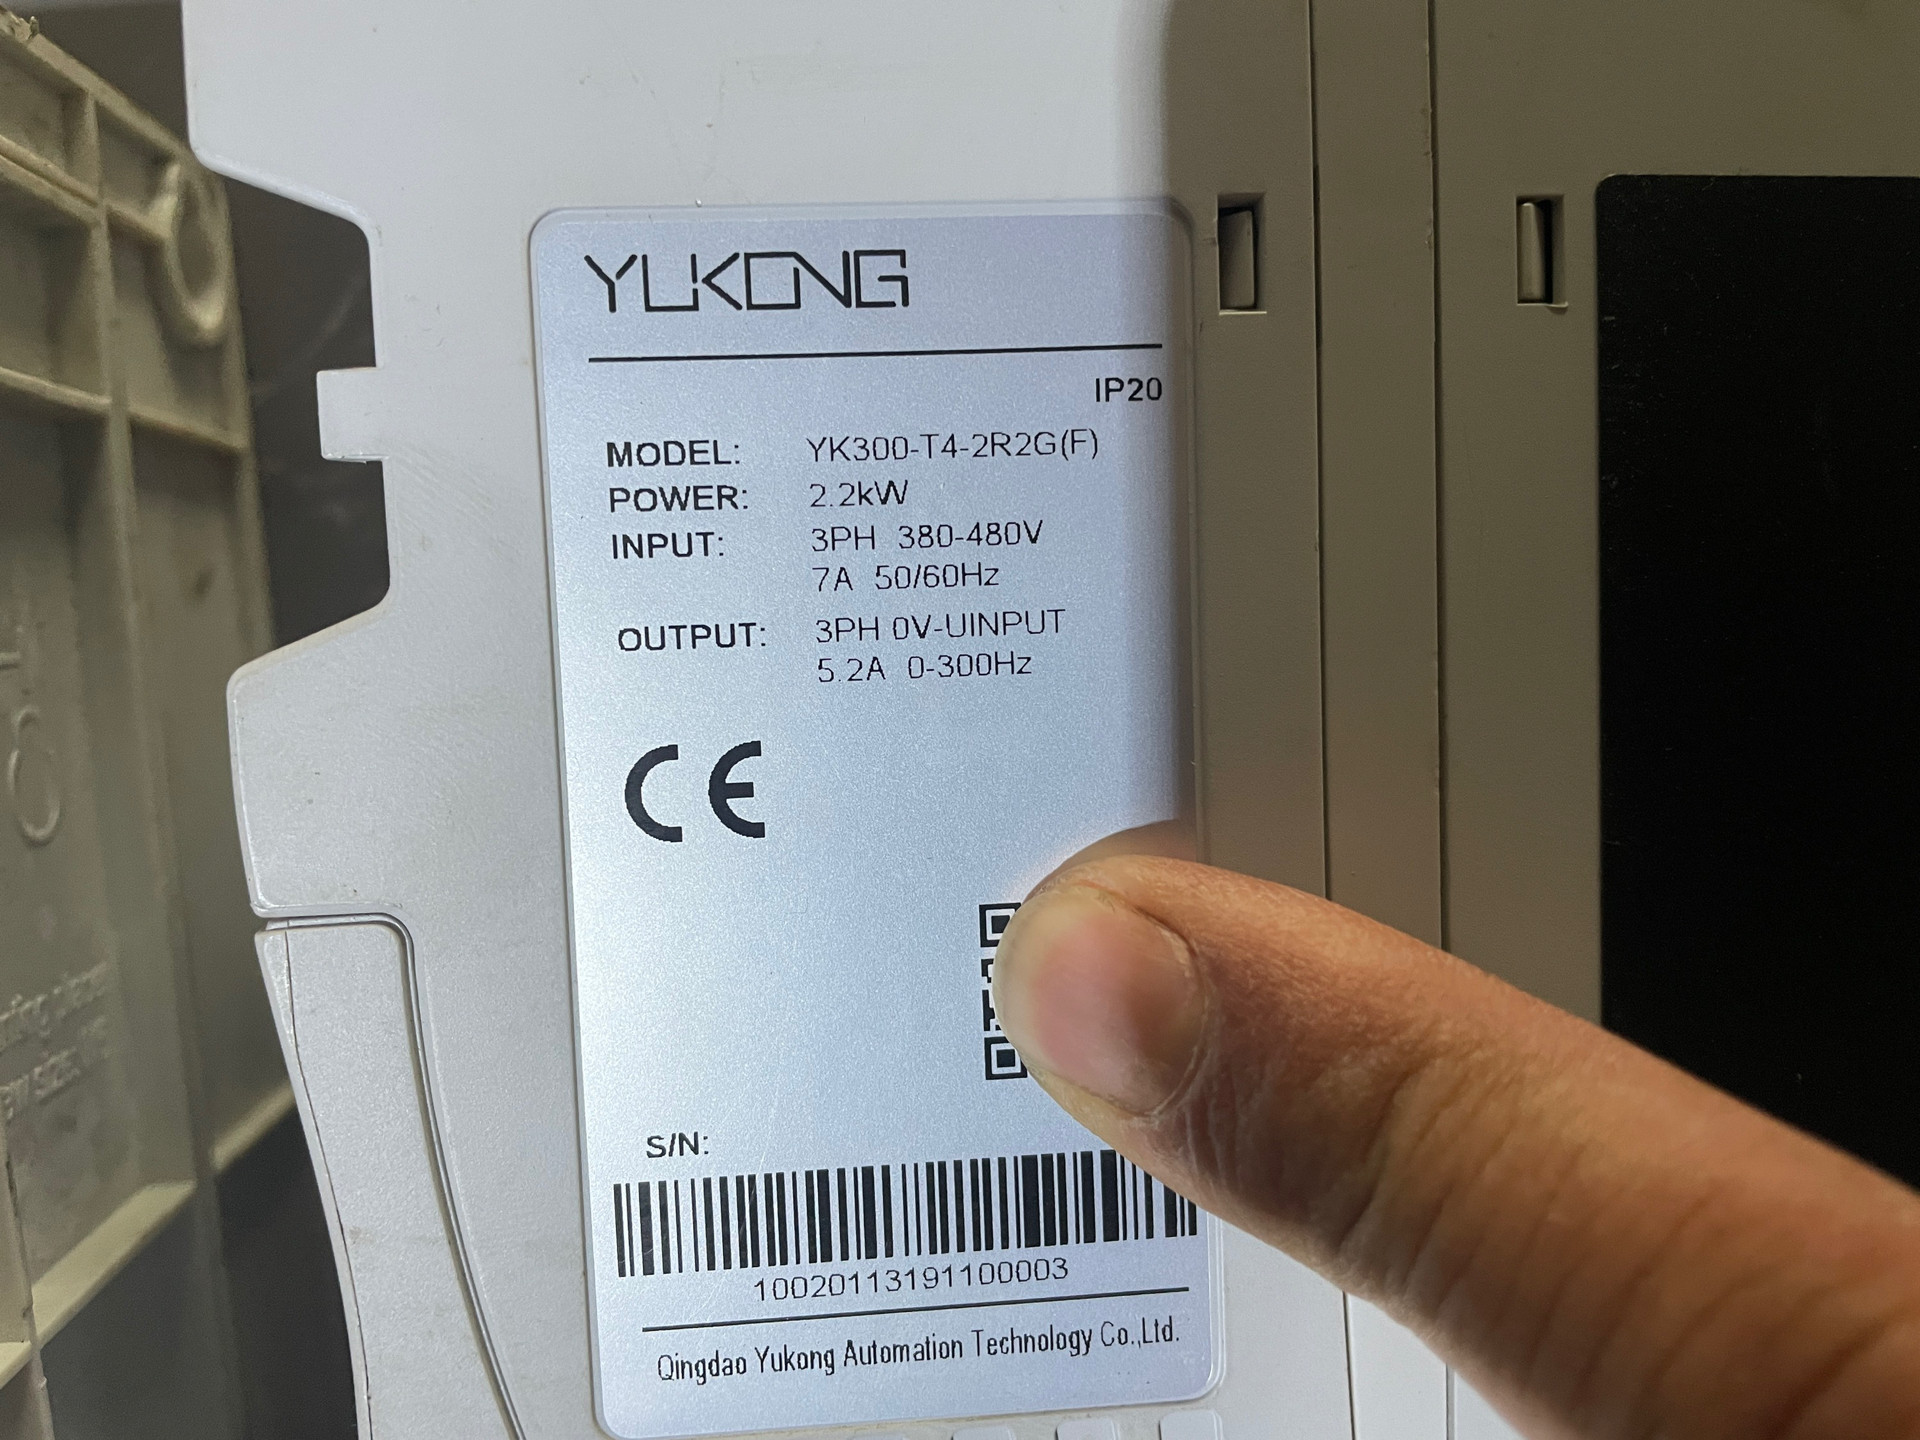 YUKONG
IP20
MODEL: YK300-T4-2R2G(F)
POWER: 2.2kW
INPUT: 3PH 380-480V
7A 50/60Hz
OUTPUT: 3PH 0V-UINPUT
5.2A 0-300Hz
CE
S/N:
10020113191100003
Qingdao Yukong Automation Technology Co.,Ltd.